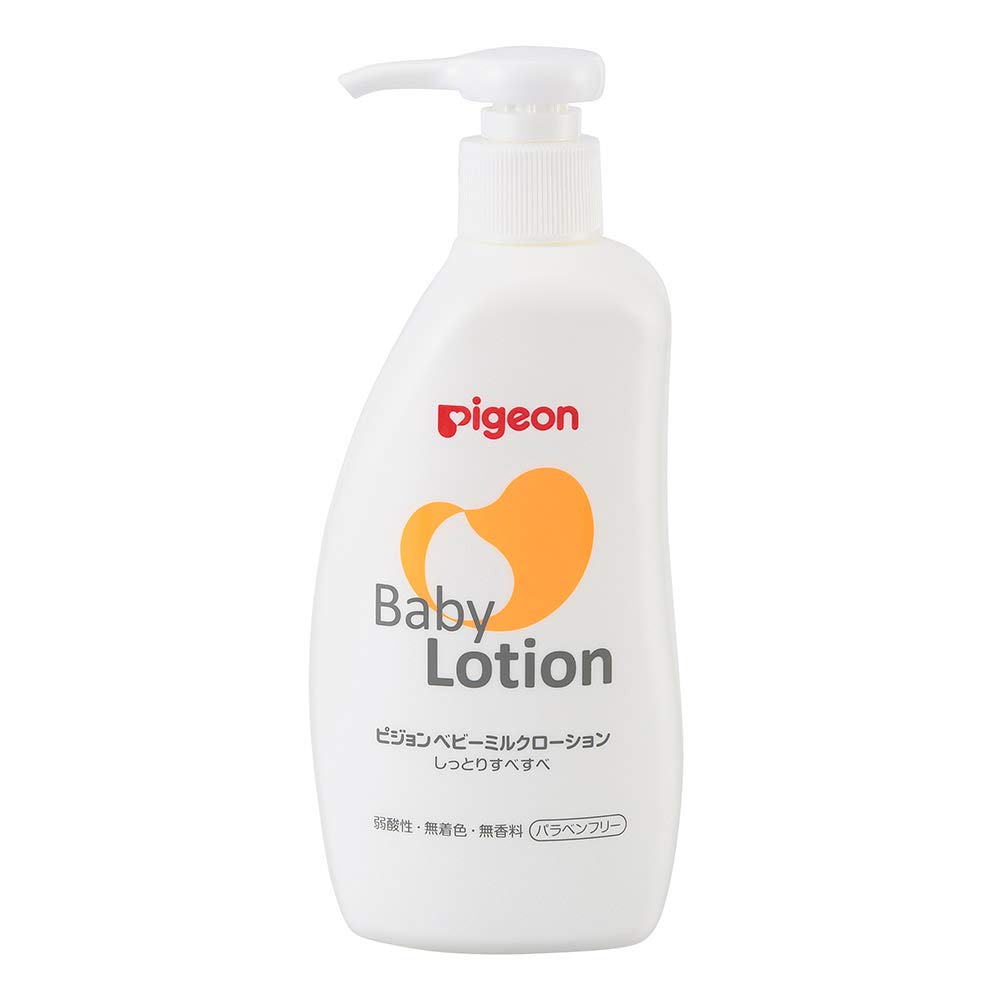 pigeon
Baby
Lotion
ピジョン ベビーミルクローション
しっとりすべすべ
弱酸性・無着色・無香料 パラベンフリー